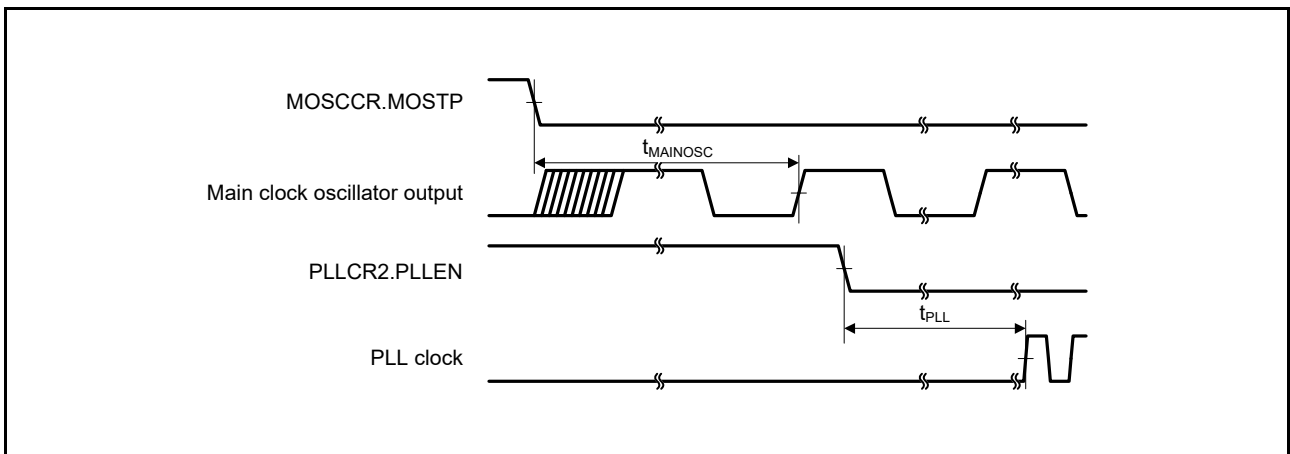 MOSCCR.MOSTP
tMAINOSC
Main clock oscillator output
PLLCR2.PLLEN
tPLL
PLL clock